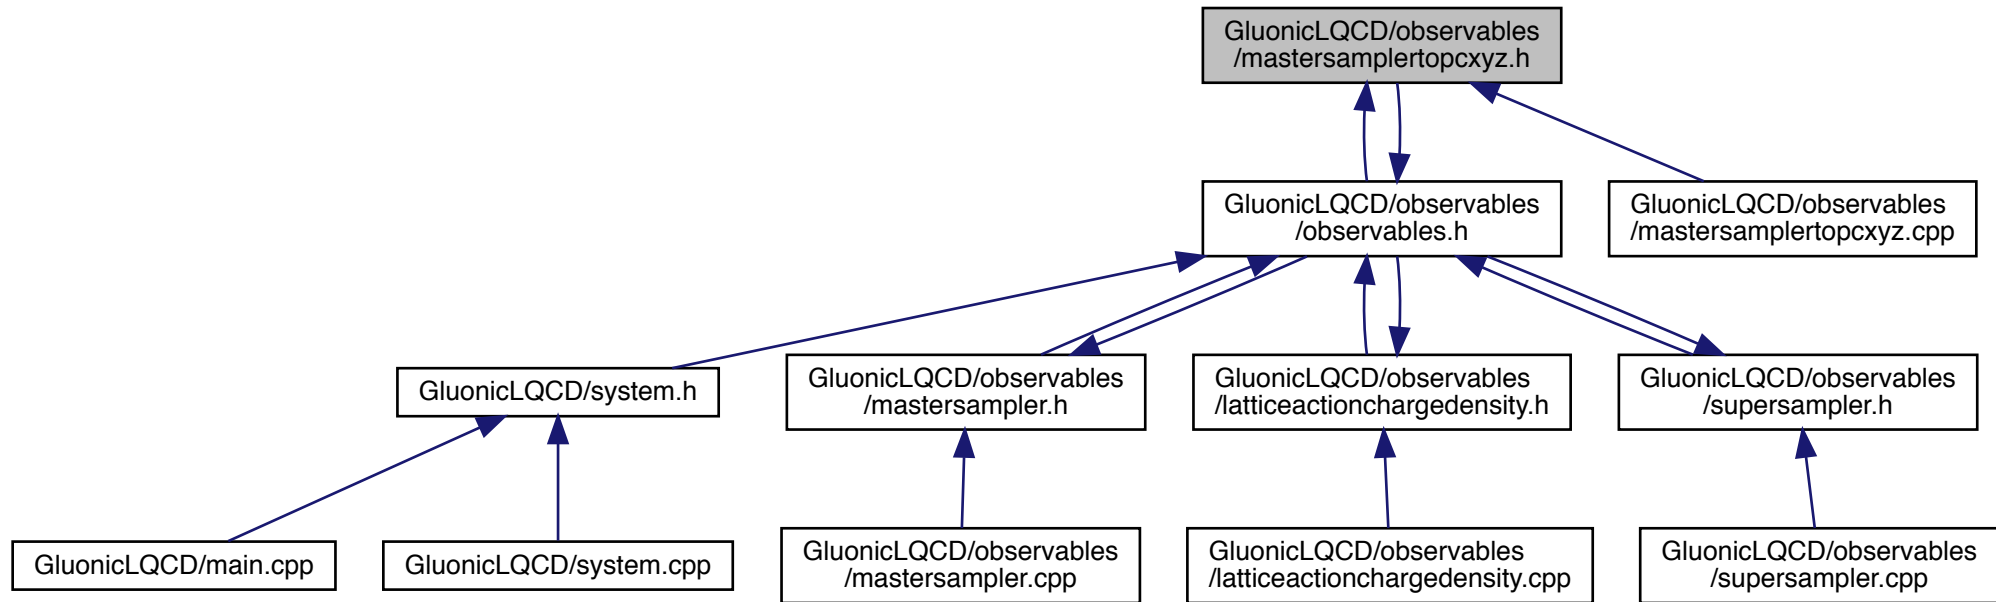 GluonicLQCD/observables
/mastersamplertopcxyz.h
GluonicLQCD/observables
/observables.h
GluonicLQCD/observables
/mastersamplertopcxyz.cpp
GluonicLQCD/system.h
GluonicLQCD/observables
/mastersampler.h
GluonicLQCD/observables
/latticeactionchargedensity.h
GluonicLQCD/observables
/supersampler.h
GluonicLQCD/main.cpp
GluonicLQCD/system.cpp
GluonicLQCD/observables
/mastersampler.cpp
GluonicLQCD/observables
/latticeactionchargedensity.cpp
GluonicLQCD/observables
/supersampler.cpp